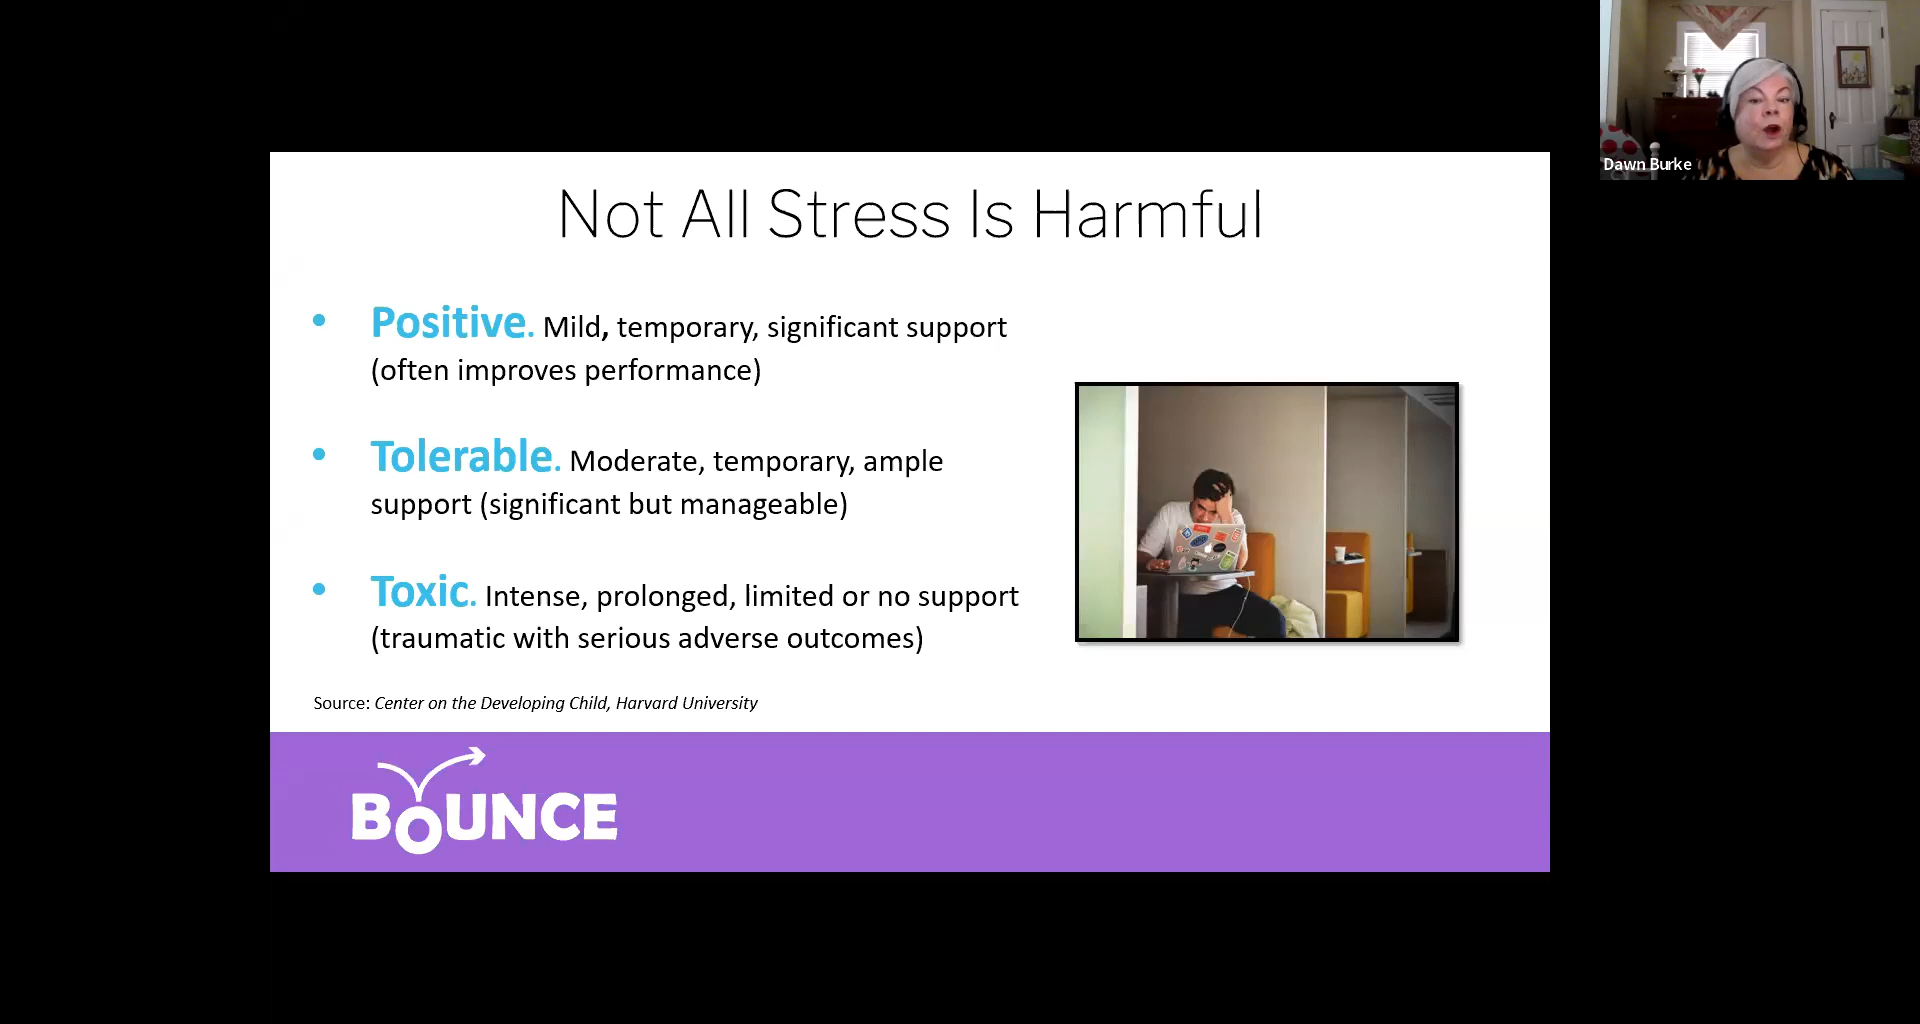 Dawn Burke
Not All Stress Is Harmful
• Positive. Mild, temporary, significant support
(often improves performance)
• Tolerable. Moderate, temporary, ample
support (significant but manageable)
• Toxic. Intense, prolonged, limited or no support
(traumatic with serious adverse outcomes)
Source: Center on the Developing Child, Harvard University
BOUNCE